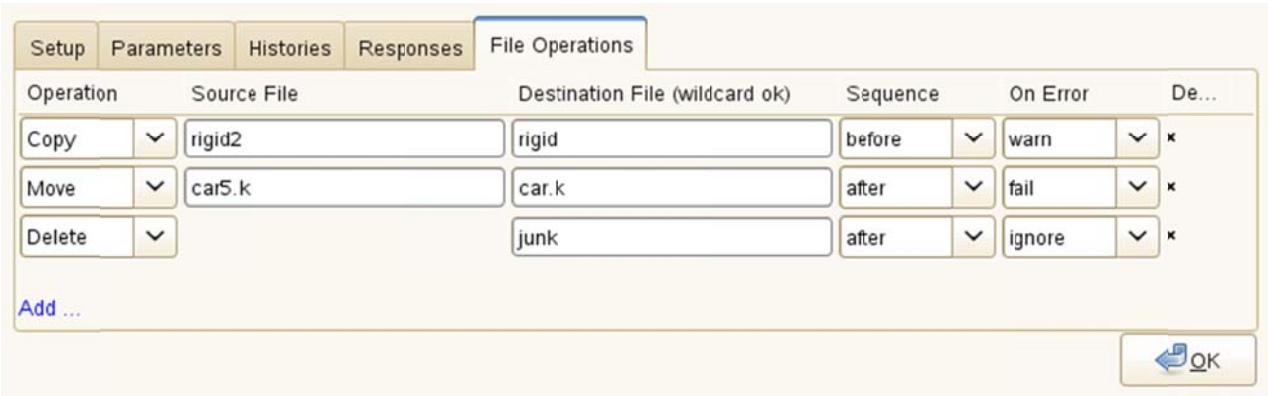 Setup Parameters Histories Responses File Operations
Operation Source File Destination File (wildcard ok) Sequence On Error De...
Copy rigid2 rigid before warn
Move car5.k car.k after fail
Delete junk after ignore
Add ...
OK